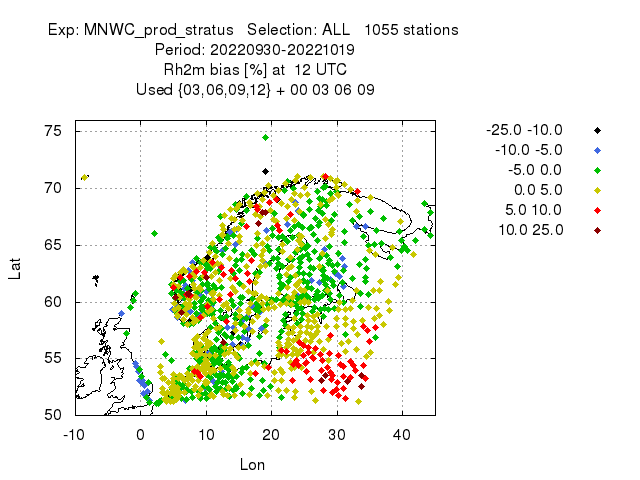 Exp: MNWC_prod_stratus   Selection: ALL   1055 stations
Period: 20220930-20221019
Rh2m bias [%] at  12 UTC
Used {03,06,09,12} + 00 03 06 09
-25.0 -10.0
-10.0 -5.0
-5.0 0.0
0.0 5.0
5.0 10.0
10.0 25.0
Lat
75
70
65
60
55
50
-10 0 10 20 30 40
Lon